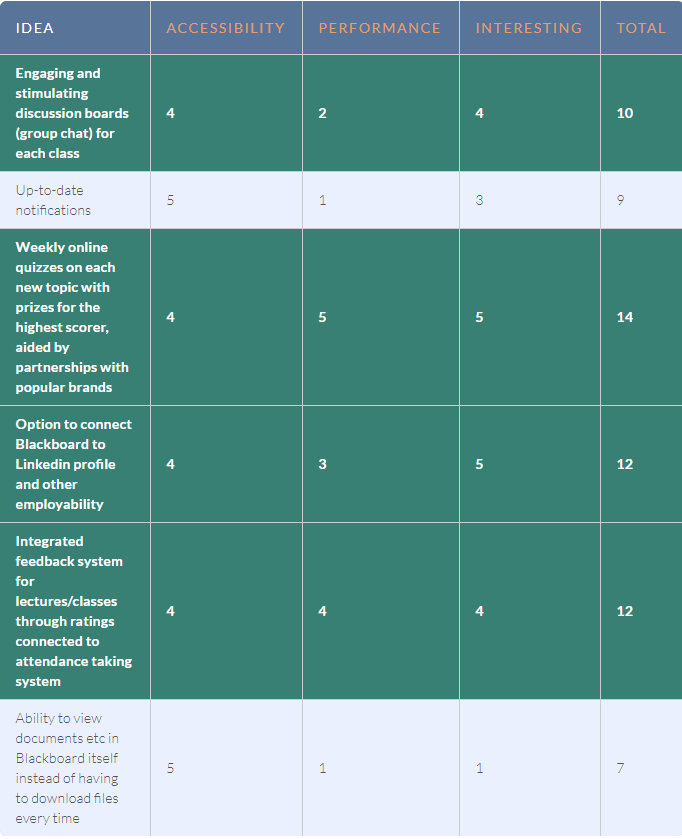 IDEA ACCESSIBILITY PERFORMANCE INTERESTING TOTAL
Engaging and
stimulating
discussion boards
(group chat) for
each class
4 2 4 10
Up-to-date
notifications
5 1 3 9
Weekly online
quizzes on each
new topic with
prizes for the
highest scorer,
aided by
partnerships with
popular brands
4 5 5 14
Option to connect
Blackboard to
Linkedin profile
and other
employability
4 3 5 12
Integrated
feedback system
for
lectures/classes
through ratings
connected to
attendance taking
system
4 4 4 12
Ability to view
documents etc in
Blackboard itself
instead of having
to download files
every time
5 1 1 7